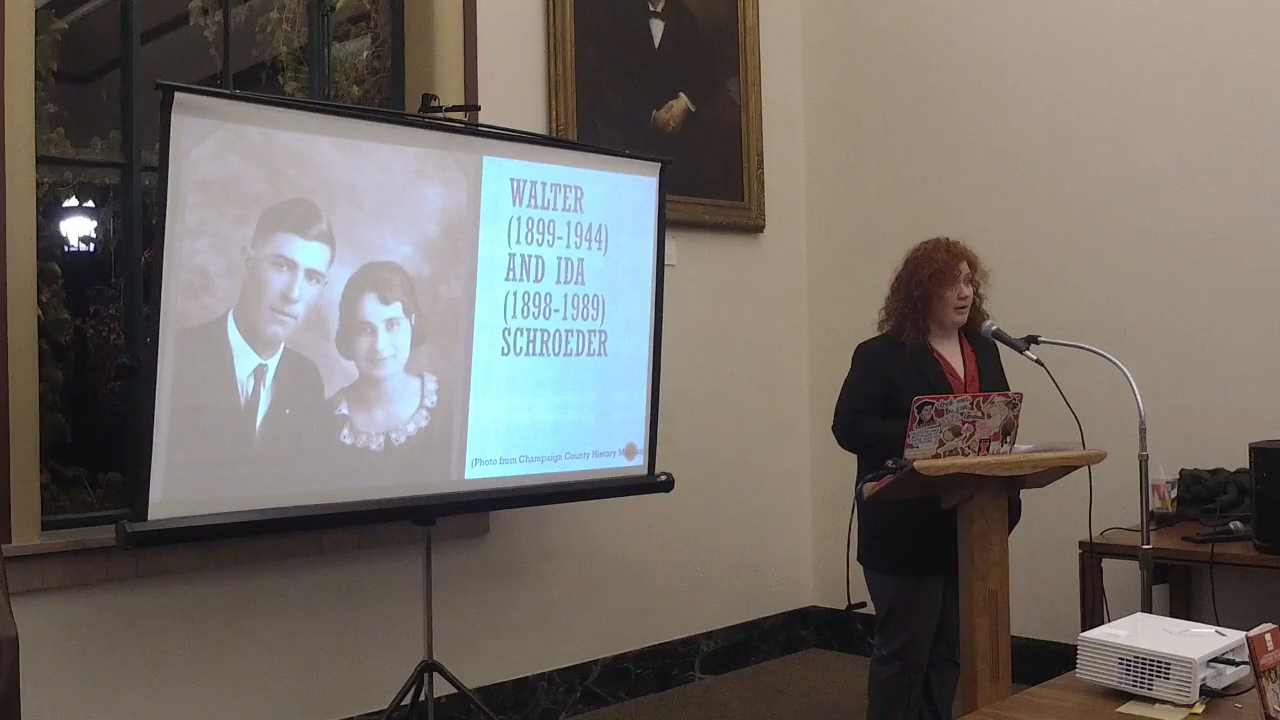 WALTER
(1899-1944)
AND IDA
(1898-1989)
SCHROEDER
(Photo from Champaign County History